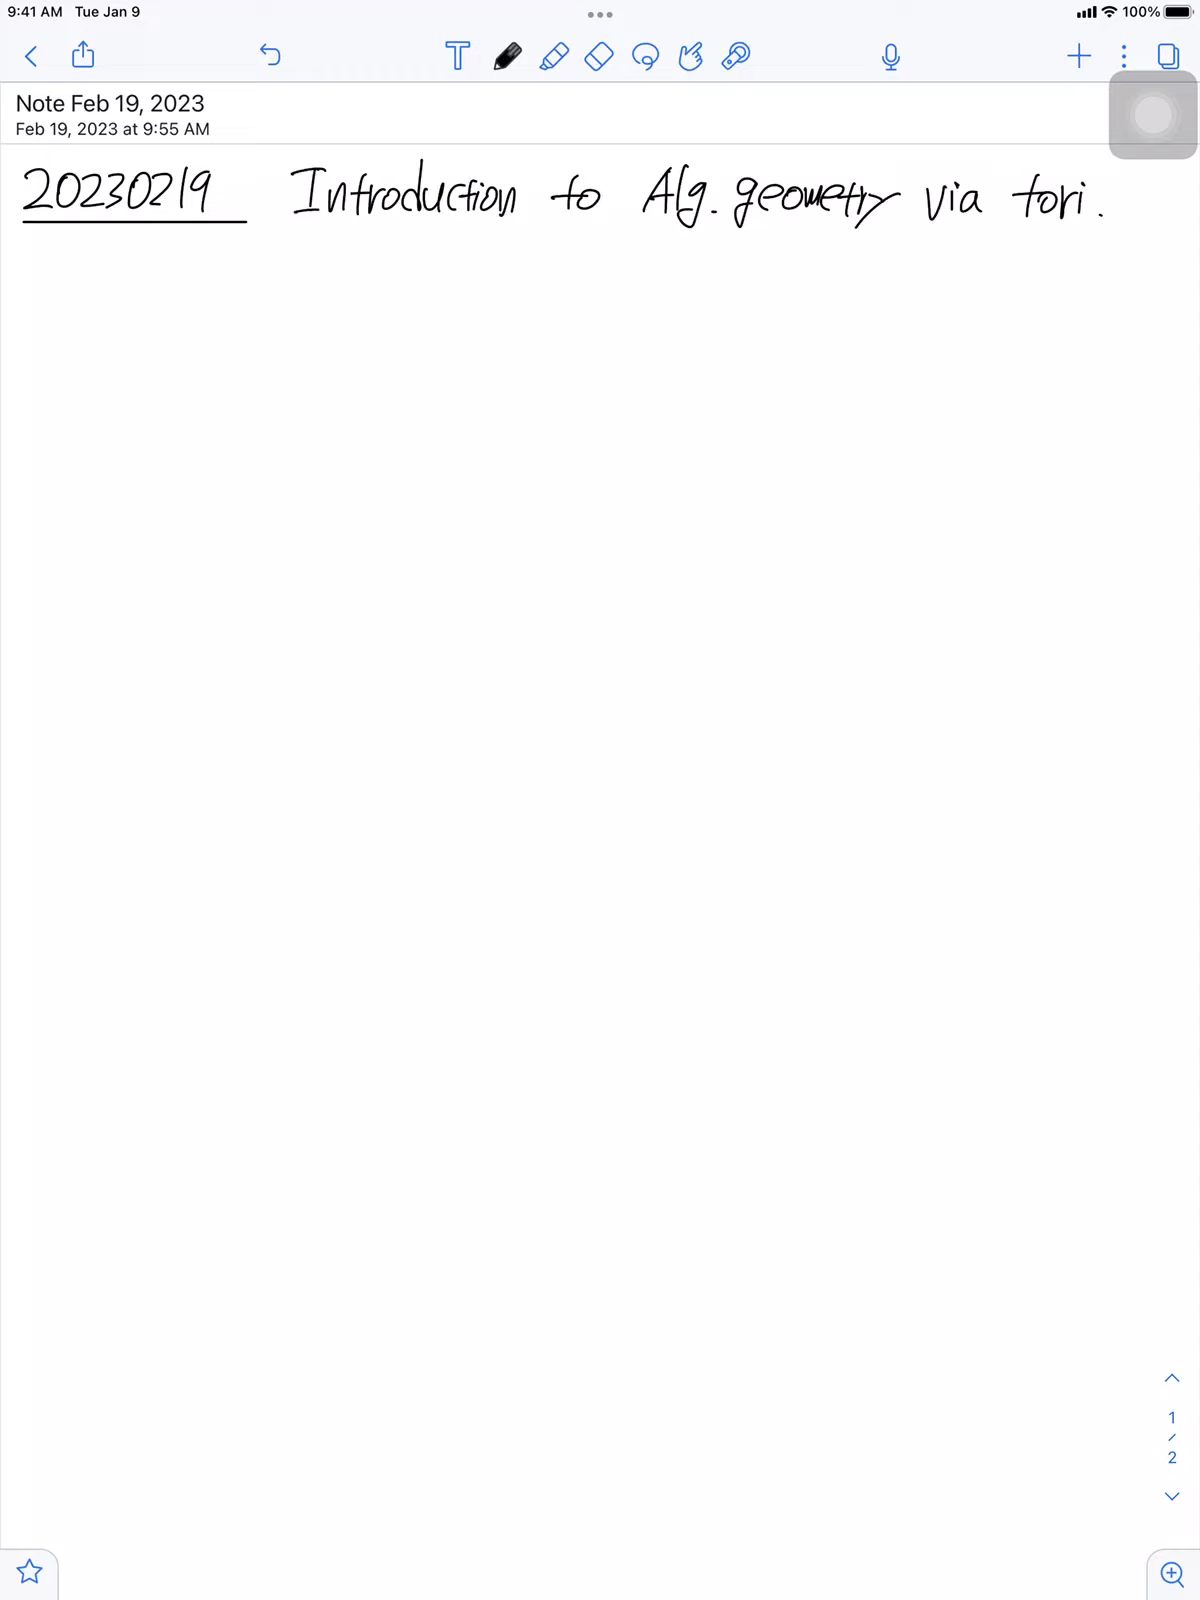 9:41 AM Tue Jan 9
100%
Note Feb 19, 2023
Feb 19, 2023 at 9:55 AM
20230219 Introduction to Alg. geometry via tori.
1
/
2